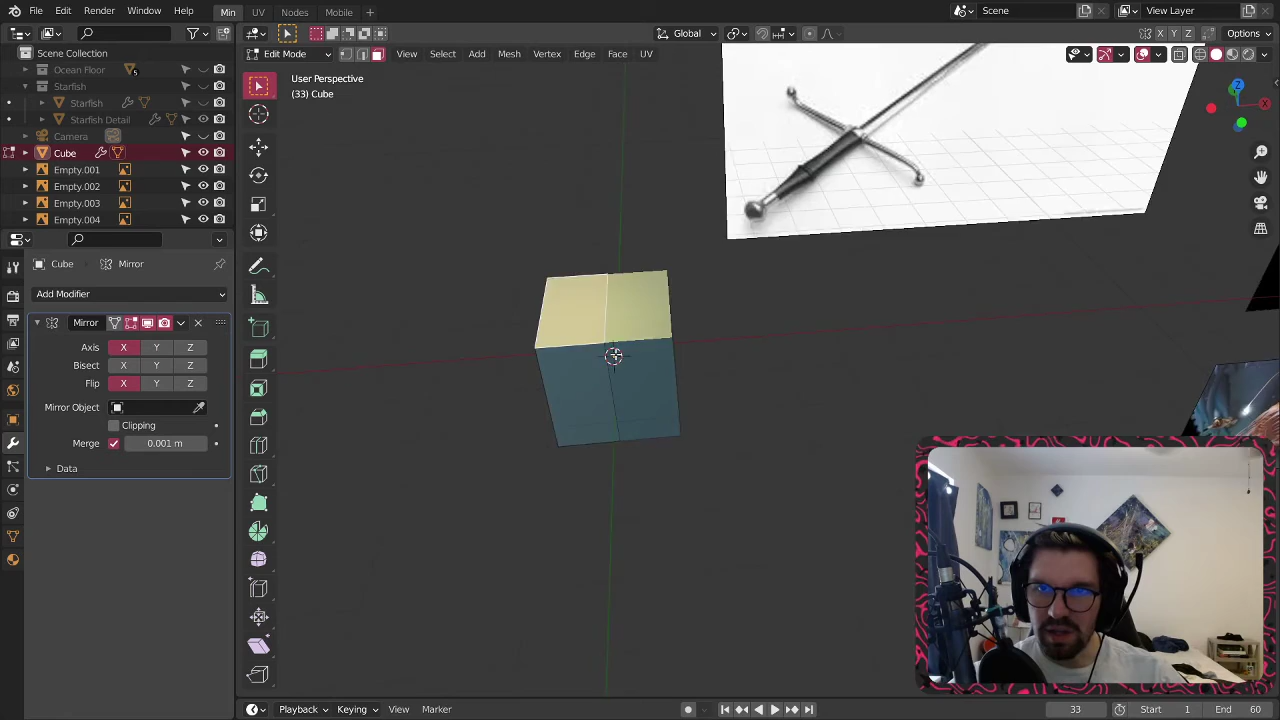 File Edit Render Window Help Min UV Nodes Mobile + Scene View Layer
Global Options
Edit Mode View Select Add Mesh Vertex Edge Face UV
Scene Collection
Ocean Floor 5
Starfish
Starfish
Starfish Detail
Camera
Cube
Empty.001
Empty.002
Empty.003
Empty.004
User Perspective
(33) Cube
X Y Z
Z X
Cube Mirror
Add Modifier
Mirror
Axis X Y Z
Bisect X Y Z
Flip X Y Z
Mirror Object
Clipping
Merge 0.001 m
Data
Playback Keying View Marker 33 Start 1 End 60